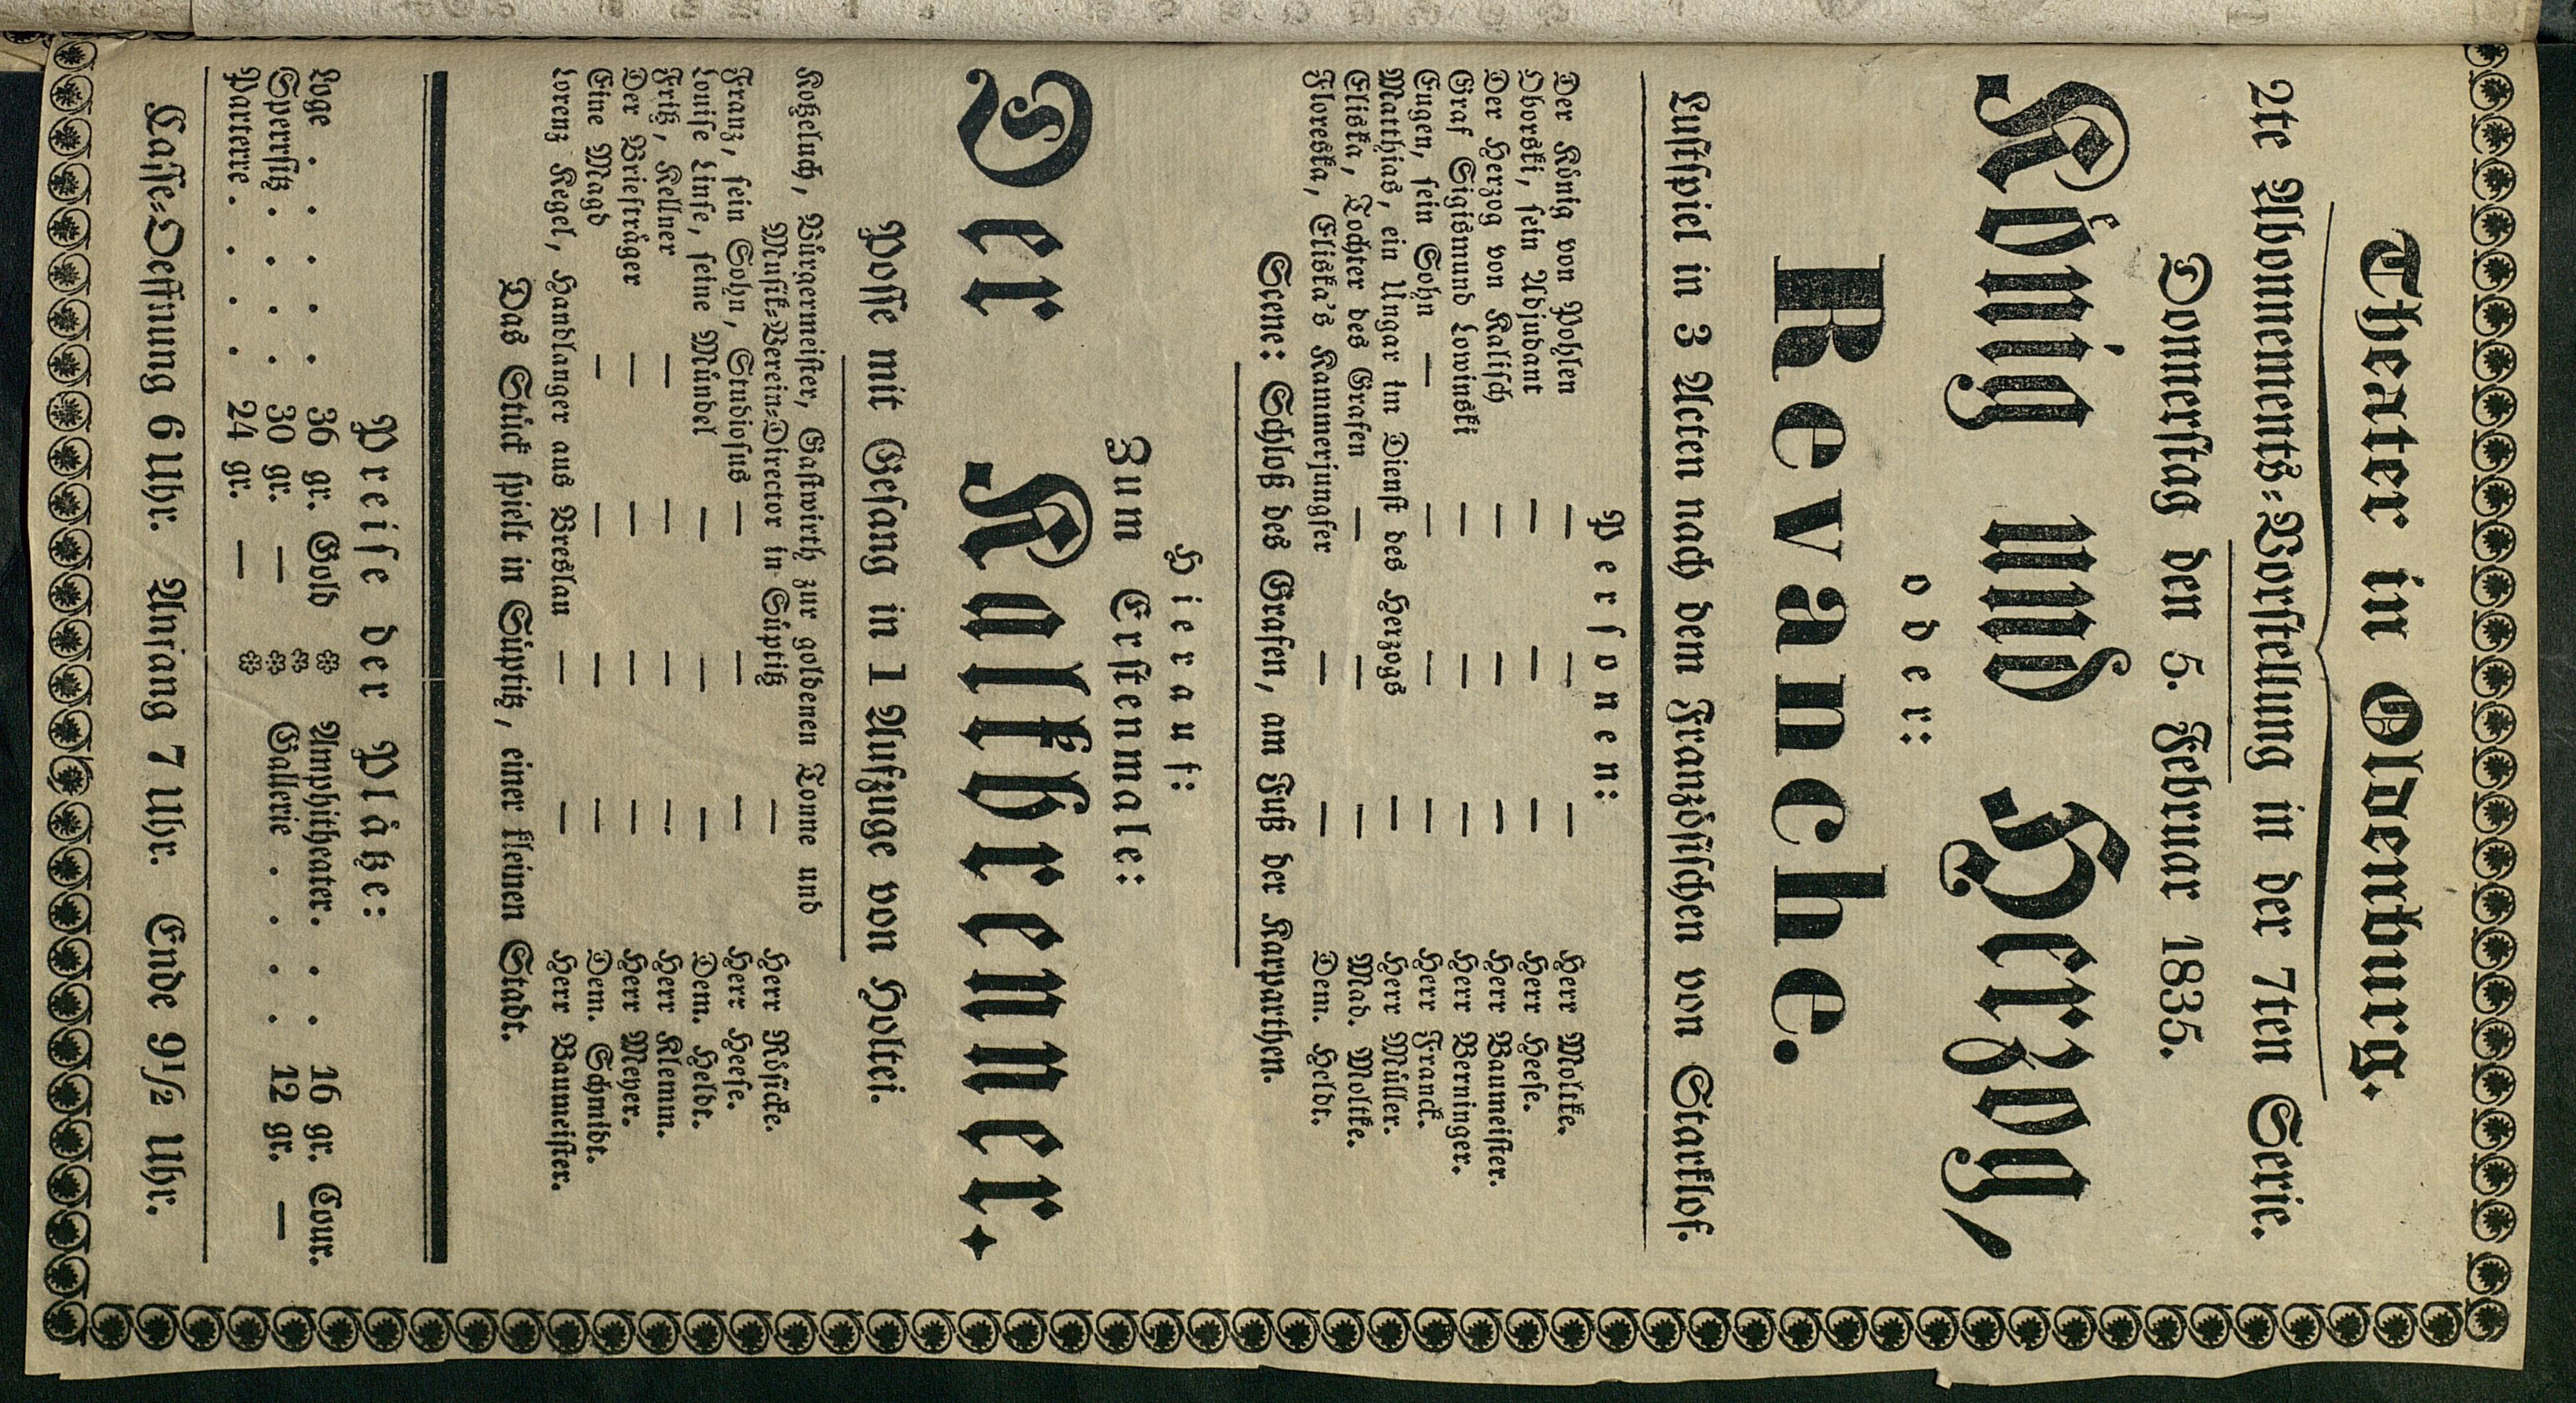 Theater in Oldenburg.
2te Abonnements-Vorstellung in der 7ten Serie.
Donnerstag den 5. Februar 1835.
König und Herzog,
oder:
Revanche.
Lustspiel in 3 Acten nach dem Französischen von Starklof.
Personen:
Der König von Pohlen — — — Herr Moltke.
Oborski, sein Adjudant — — — Herr Heese.
Der Herzog von Kalisch — — — Herr Baumeister.
Graf Sigismund Lowinski — — — Herr Berninger.
Eugen, sein Sohn — — — — Herr Franck.
Matthias, ein Ungar im Dienst des Herzogs — Herr Müller.
Eliska, Tochter des Grafen — — — Mad. Moltke.
Floreska, Eliska's Kammerjungfer — — Dem. Heldt.
Scene: Schloß des Grafen, am Fuß der Karparthen.
Hierauf:
Zum Erstenmale:
Der Kalkbrenner.
Posse mit Gesang in 1 Aufzuge von Holtei.
Kotzeluch, Bürgermeister, Gastwirth zur goldenen Tonne und
Musik-Verein-Director in Süptitz — Herr Rösicke.
Franz, sein Sohn, Studiosus — — — Herr Heese.
Louise Linse, seine Mündel — — — Dem. Heldt.
Fritz, Kellner — — — — Herr Klemm.
Der Briefträger — — — — Herr Meyer.
Eine Magd — — — — Dem. Schmidt.
Lorenz Kegel, Handlanger aus Breslau — — Herr Baumeister.
Das Stück spielt in Süptitz, einer kleinen Stadt.
Preise der Plätze:
Loge . . . . . 36 gr. Gold Amphitheater. . . 16 gr. Cour.
Sperrsitz . . . . 30 gr. — Gallerie . . . . 12 gr. —
Parterre . . . . 24 gr. —
Casse-Oeffnung 6 Uhr. Anfang 7 Uhr. Ende 9 1/2 Uhr.